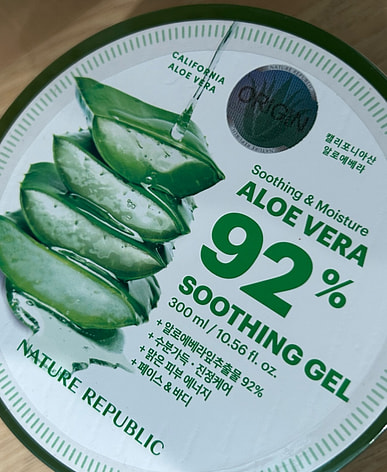 CALIFORNIA
ALOE VERA
ORIGIN
캘리포니아산
알로에베라
Soothing & Moisture
ALOE VERA
92%
SOOTHING GEL
300 ml / 10.56 fl. oz.
+ 알로에베라잎추출물 92%
+ 수분가득 · 진정케어
+ 맑은 피부 에너지
+ 페이스 & 바디
NATURE REPUBLIC